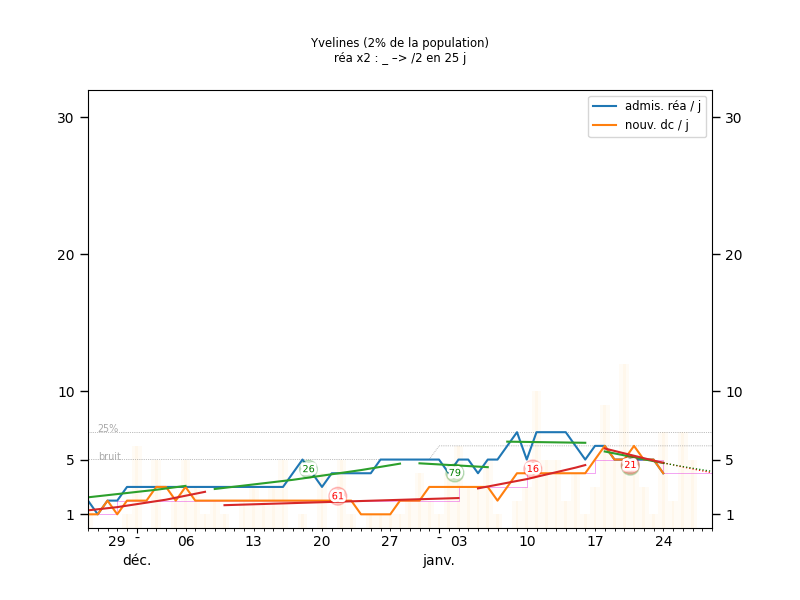 Yvelines (2% de la population)
réa x2 : _ –> /2 en 25 j
admis. réa / j
nouv. dc / j
30 30
20 20
10 10
25%
bruit
5 5
26 79 16 21
61
1 1
29 - 06 13 20 27 - 03 10 17 24
déc. janv.